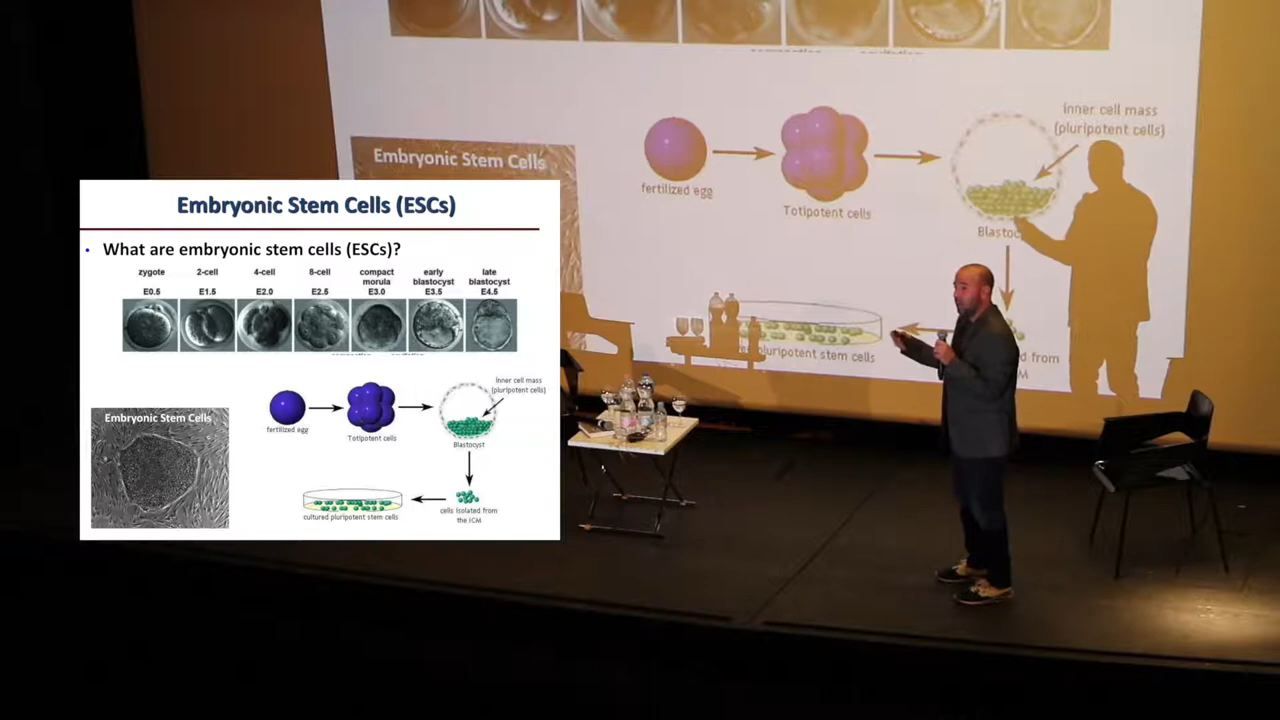 Embryonic Stem Cells (ESCs)
• What are embryonic stem cells (ESCs)?
zygote 2-cell 4-cell 8-cell compact morula early blastocyst late blastocyst
E0.5 E1.5 E2.0 E2.5 E3.0 E3.5 E4.5
Embryonic Stem Cells
fertilized egg
Totipotent cells
Inner cell mass
(pluripotent cells)
Blastocyst
cells isolated from
the ICM
cultured pluripotent stem cells
Embryonic Stem Cells
fertilized egg
Totipotent cells
Inner cell mass
(pluripotent cells)
pluripotent stem cells
from